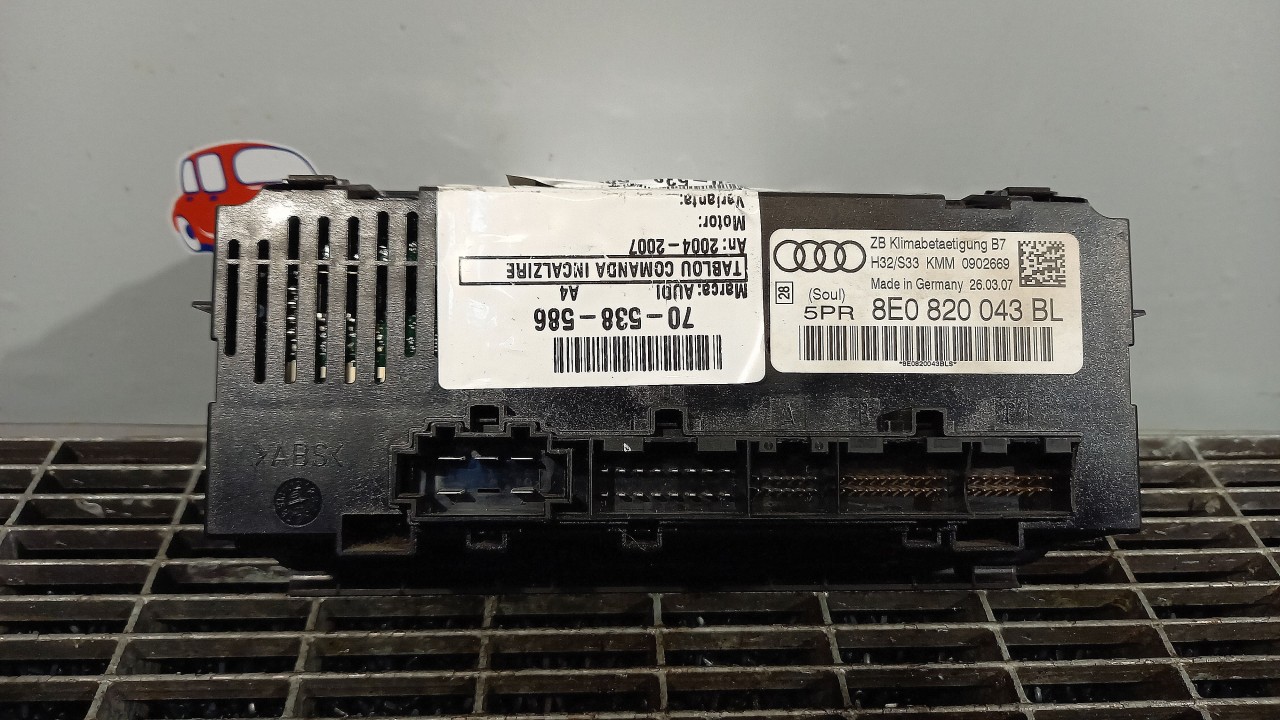 Varianta:
Motor:
An: 2004-2007
TABLOU COMANDA INCALZIRE
Marca: AUDI A4
70-538-586
ZB Klimabetaetigung B7
H32/S33 KMM 0902669
Made in Germany 26.03.07
28
(Soul)
5PR 8E0 820 043 BL
*8E0820043BLS*
>ABS<